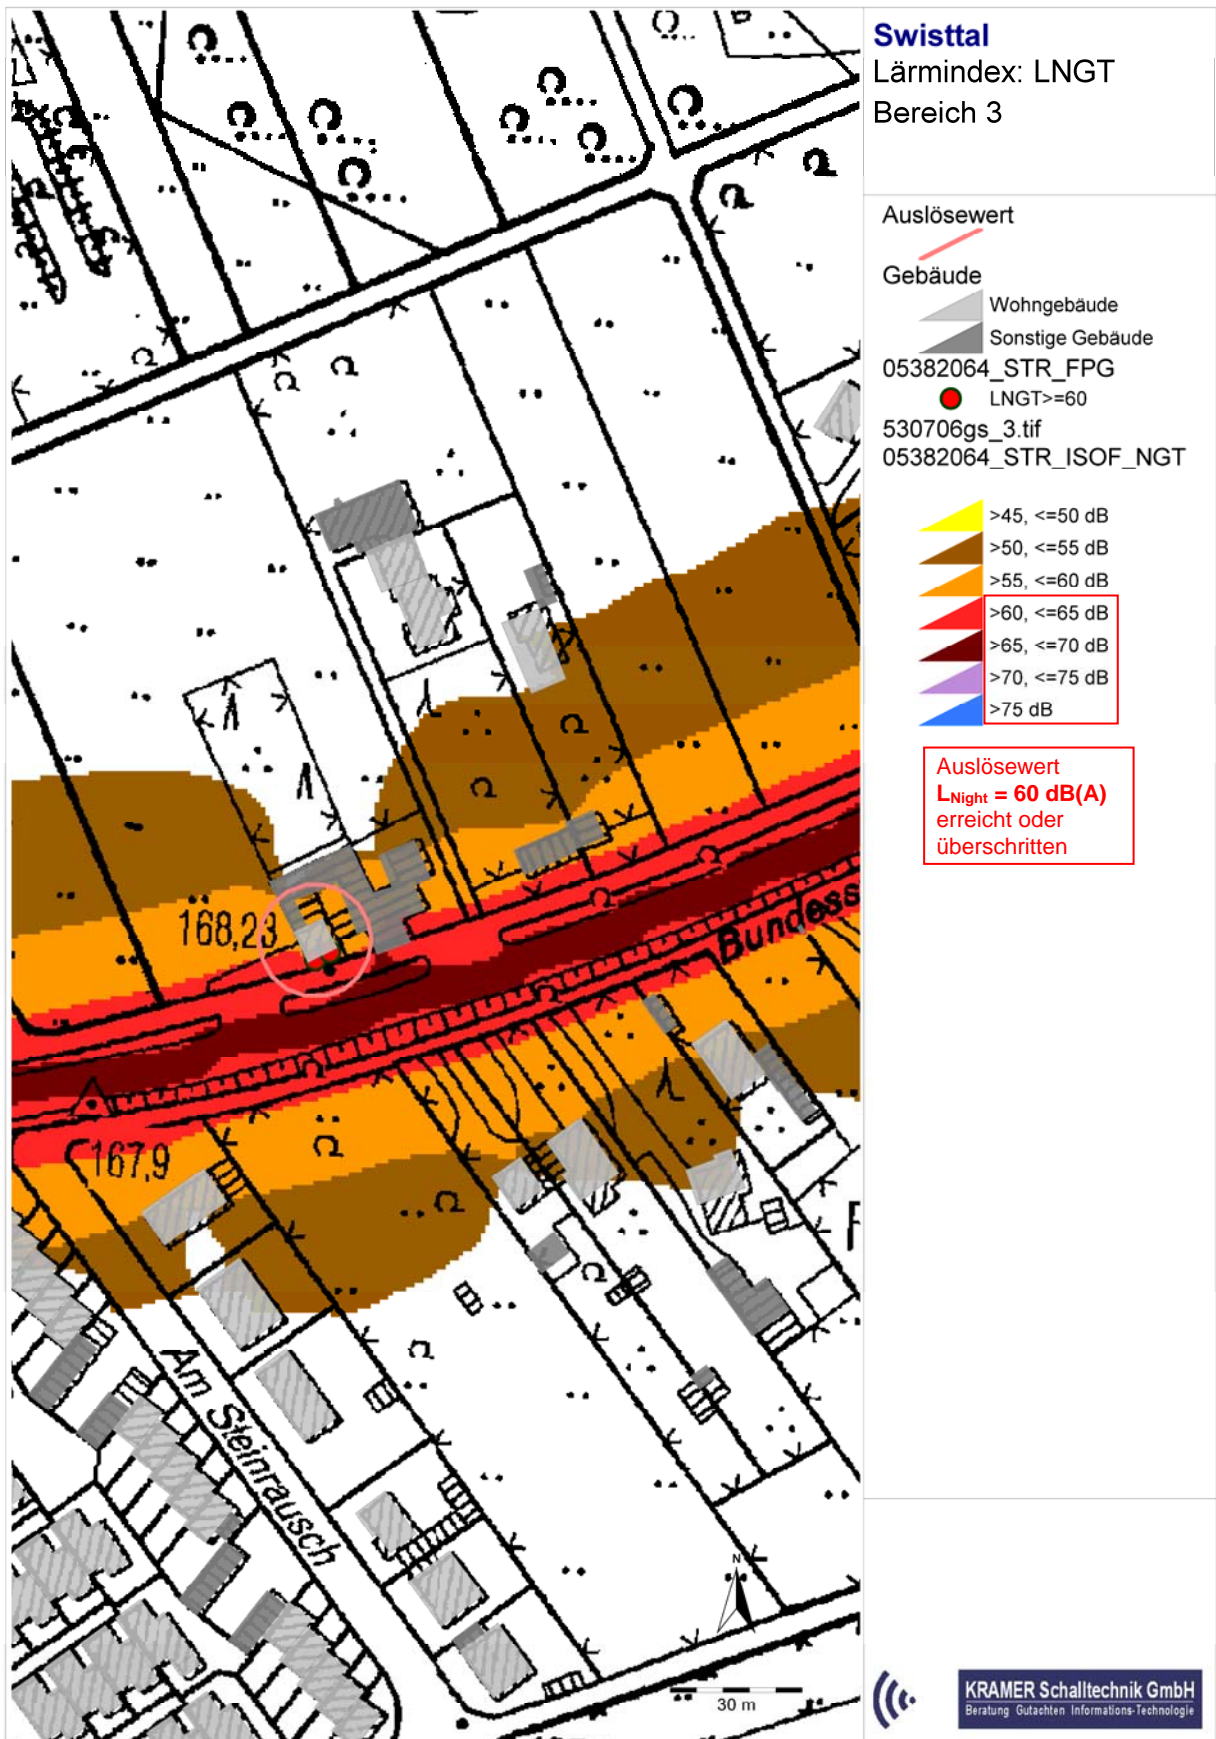 Swisttal
Lärmindex: LNGT
Bereich 3
Auslösewert
Gebäude
Wohngebäude
Sonstige Gebäude
05382064_STR_FPG
LNGT>=60
530706gs_3.tif
05382064_STR_ISOF_NGT
>45, <=50 dB
>50, <=55 dB
>55, <=60 dB
>60, <=65 dB
>65, <=70 dB
>70, <=75 dB
>75 dB
Auslösewert
LNight = 60 dB(A)
erreicht oder
überschritten
168,23
Bundess
167,9
Am Steinrausch
N
30 m
KRAMER Schalltechnik GmbH
Beratung Gutachten Informations-Technologie